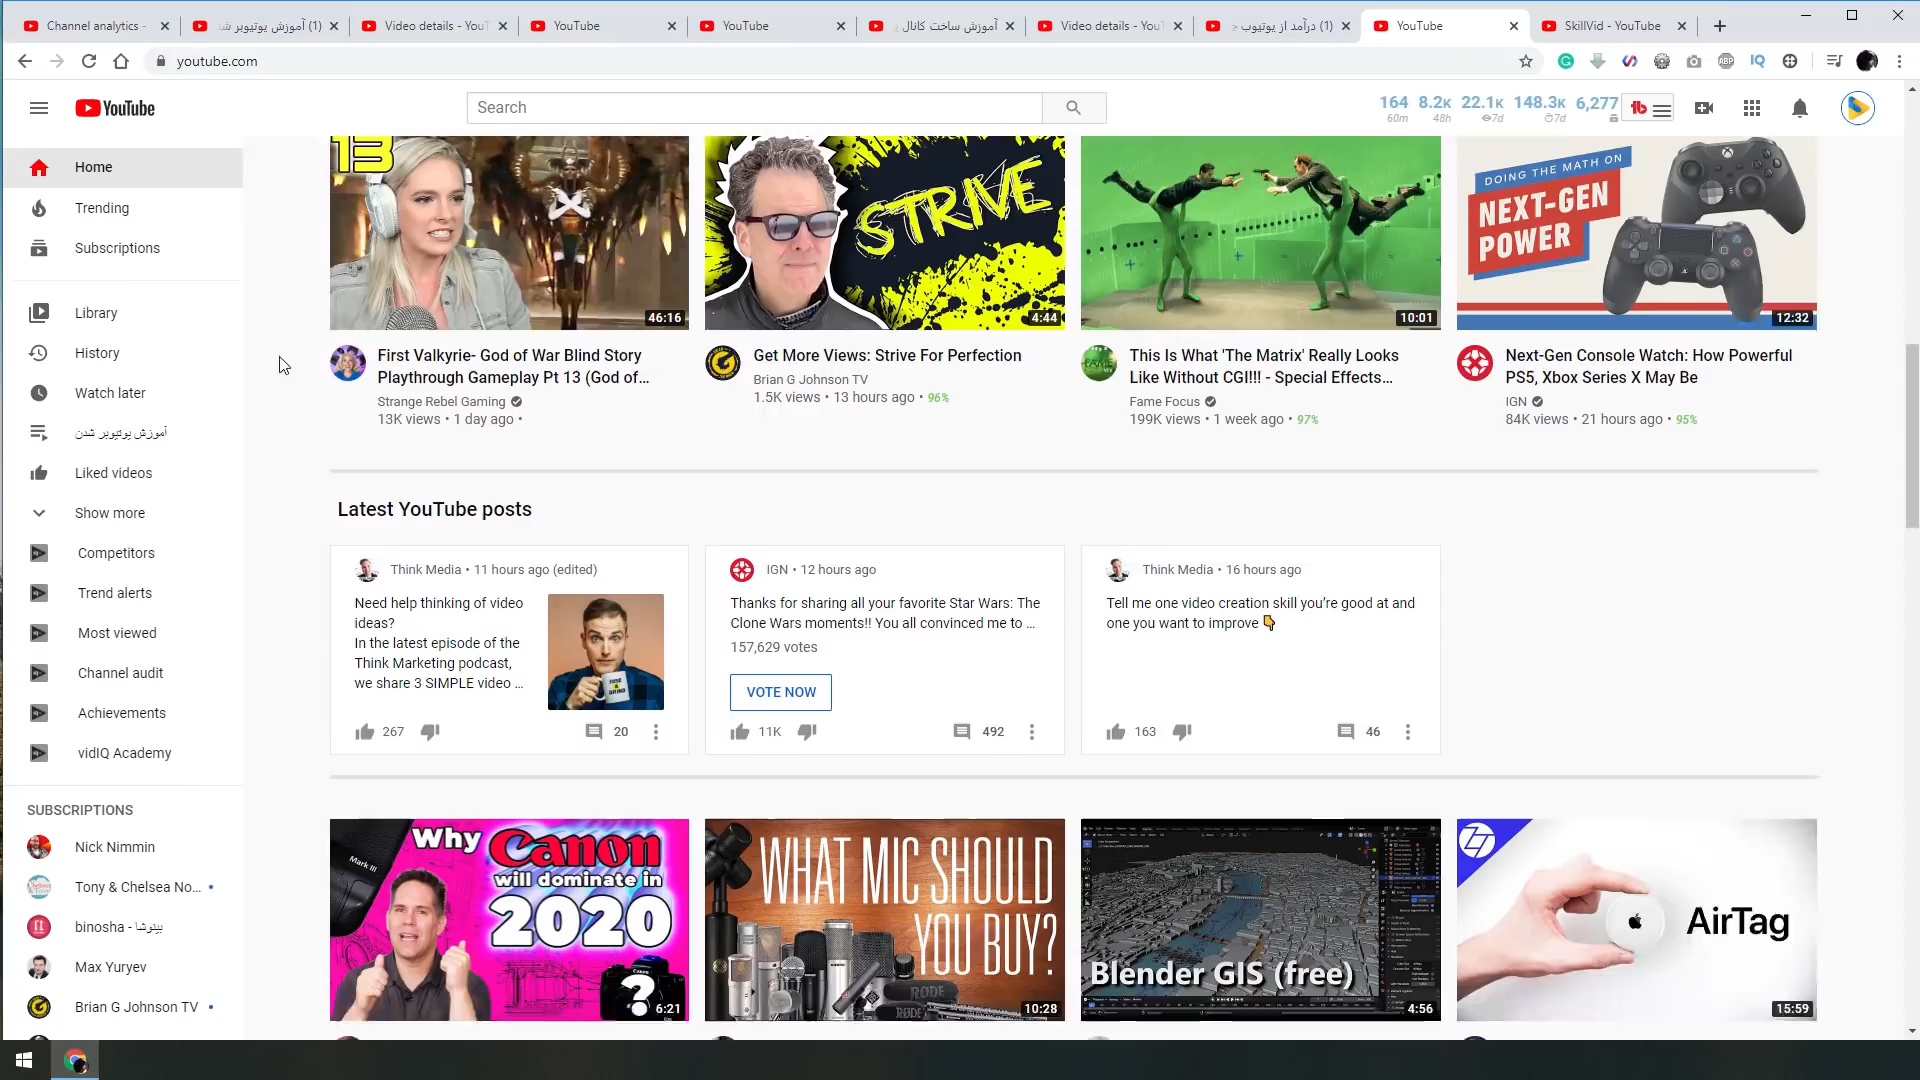 Channel analytics -
(1) آموزش یوتیوبر شد
Video details - YouT
YouTube
YouTube
آموزش ساخت کانال ی
Video details - YouT
(1) درآمد از یوتیوب چ
YouTube
SkillVid - YouTube
youtube.com
YouTube
Search
164 8.2K 22.1K 148.3K 6,277
60m 48h 7d 7d
Home
Trending
Subscriptions
Library
History
Watch later
آموزش یوتیوبر شدن
Liked videos
Show more
Competitors
Trend alerts
Most viewed
Channel audit
Achievements
vidIQ Academy
SUBSCRIPTIONS
Nick Nimmin
Tony & Chelsea No... •
binosha - بینوشا
Max Yuryev
Brian G Johnson TV •
13
46:16
First Valkyrie- God of War Blind Story
Playthrough Gameplay Pt 13 (God of...
Strange Rebel Gaming
13K views • 1 day ago •
STRIVE
4:44
Get More Views: Strive For Perfection
Brian G Johnson TV
1.5K views • 13 hours ago • 96%
10:01
This Is What 'The Matrix' Really Looks
Like Without CGI!!! - Special Effects...
Fame Focus
199K views • 1 week ago • 97%
DOING THE MATH ON
NEXT-GEN
POWER
12:32
Next-Gen Console Watch: How Powerful
PS5, Xbox Series X May Be
IGN
84K views • 21 hours ago • 95%
Latest YouTube posts
Think Media • 11 hours ago (edited)
Need help thinking of video
ideas?
In the latest episode of the
Think Marketing podcast,
we share 3 SIMPLE video ...
267
20
IGN • 12 hours ago
Thanks for sharing all your favorite Star Wars: The
Clone Wars moments!! You all convinced me to ...
157,629 votes
VOTE NOW
11K
492
Think Media • 16 hours ago
Tell me one video creation skill you're good at and
one you want to improve 👇
163
46
Mark III
Why Canon
will dominate in
2020
Canon
?
6:21
WHAT MIC SHOULD
YOU BUY?
RØDE
RØDE
10:28
Blender GIS (free)
4:56
AirTag
15:59